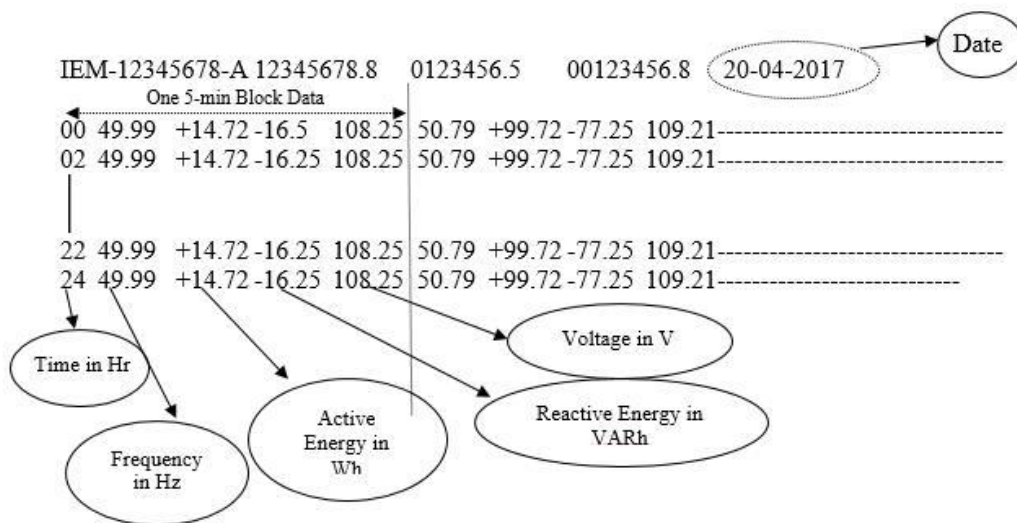 Date
IEM-12345678-A 12345678.8 0123456.5 00123456.8 20-04-2017
One 5-min Block Data
00 49.99 +14.72 -16.5 108.25 50.79 +99.72 -77.25 109.21--------------------------------
02 49.99 +14.72 -16.25 108.25 50.79 +99.72 -77.25 109.21--------------------------------
22 49.99 +14.72 -16.25 108.25 50.79 +99.72 -77.25 109.21--------------------------------
24 49.99 +14.72 -16.25 108.25 50.79 +99.72 -77.25 109.21---------------------------
Voltage in V
Time in Hr
Active
Energy in
Wh
Reactive Energy in
VARh
Frequency
in Hz